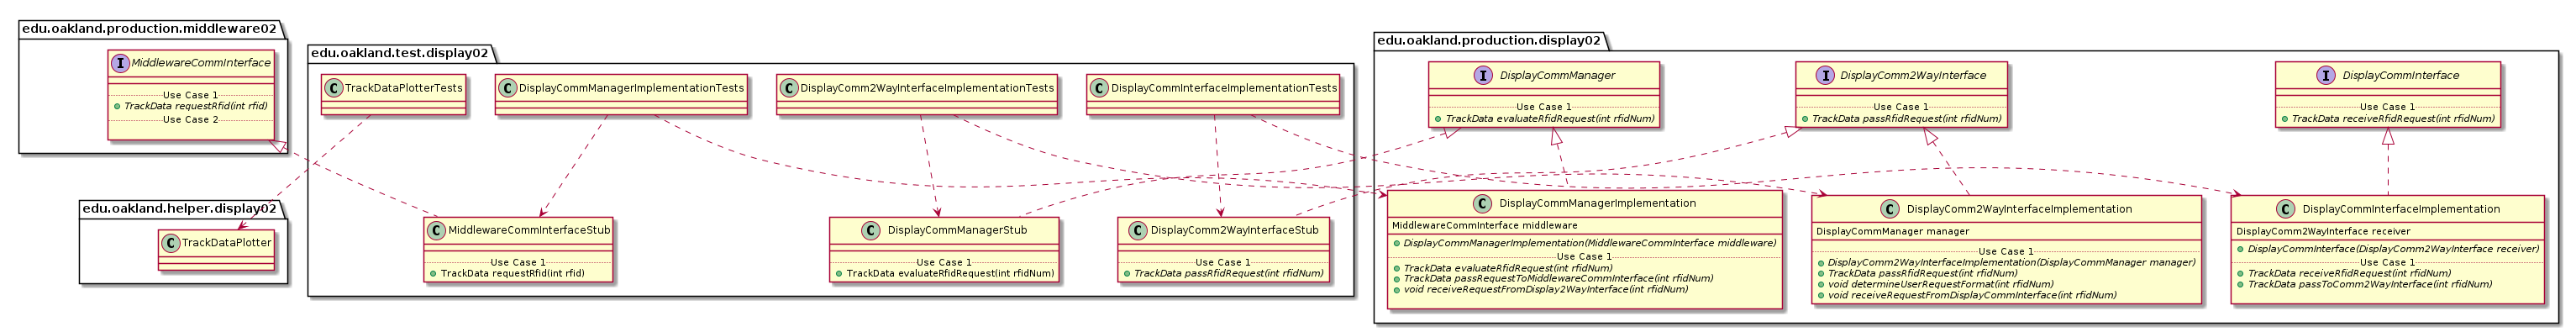 edu.oakland.production.middleware02
I MiddlewareCommInterface
Use Case 1
TrackData requestRfid(int rfid)
Use Case 2
edu.oakland.test.display02
C TrackDataPlotterTests
C DisplayCommManagerImplementationTests
C DisplayComm2WayInterfaceImplementationTests
C DisplayCommInterfaceImplementationTests
C MiddlewareCommInterfaceStub
Use Case 1
TrackData requestRfid(int rfid)
C DisplayCommManagerStub
Use Case 1
TrackData evaluateRfidRequest(int rfidNum)
C DisplayComm2WayInterfaceStub
Use Case 1
TrackData passRfidRequest(int rfidNum)
edu.oakland.helper.display02
C TrackDataPlotter
edu.oakland.production.display02
I DisplayCommManager
Use Case 1
TrackData evaluateRfidRequest(int rfidNum)
I DisplayComm2WayInterface
Use Case 1
TrackData passRfidRequest(int rfidNum)
I DisplayCommInterface
Use Case 1
TrackData receiveRfidRequest(int rfidNum)
C DisplayCommManagerImplementation
MiddlewareCommInterface middleware
DisplayCommManagerImplementation(MiddlewareCommInterface middleware)
Use Case 1
TrackData evaluateRfidRequest(int rfidNum)
TrackData passRequestToMiddlewareCommInterface(int rfidNum)
void receiveRequestFromDisplay2WayInterface(int rfidNum)
C DisplayComm2WayInterfaceImplementation
DisplayCommManager manager
Use Case 1
DisplayComm2WayInterfaceImplementation(DisplayCommManager manager)
TrackData passRfidRequest(int rfidNum)
void determineUserRequestFormat(int rfidNum)
void receiveRequestFromDisplayCommInterface(int rfidNum)
C DisplayCommInterfaceImplementation
DisplayComm2WayInterface receiver
DisplayCommInterface(DisplayComm2WayInterface receiver)
Use Case 1
TrackData receiveRfidRequest(int rfidNum)
TrackData passToComm2WayInterface(int rfidNum)